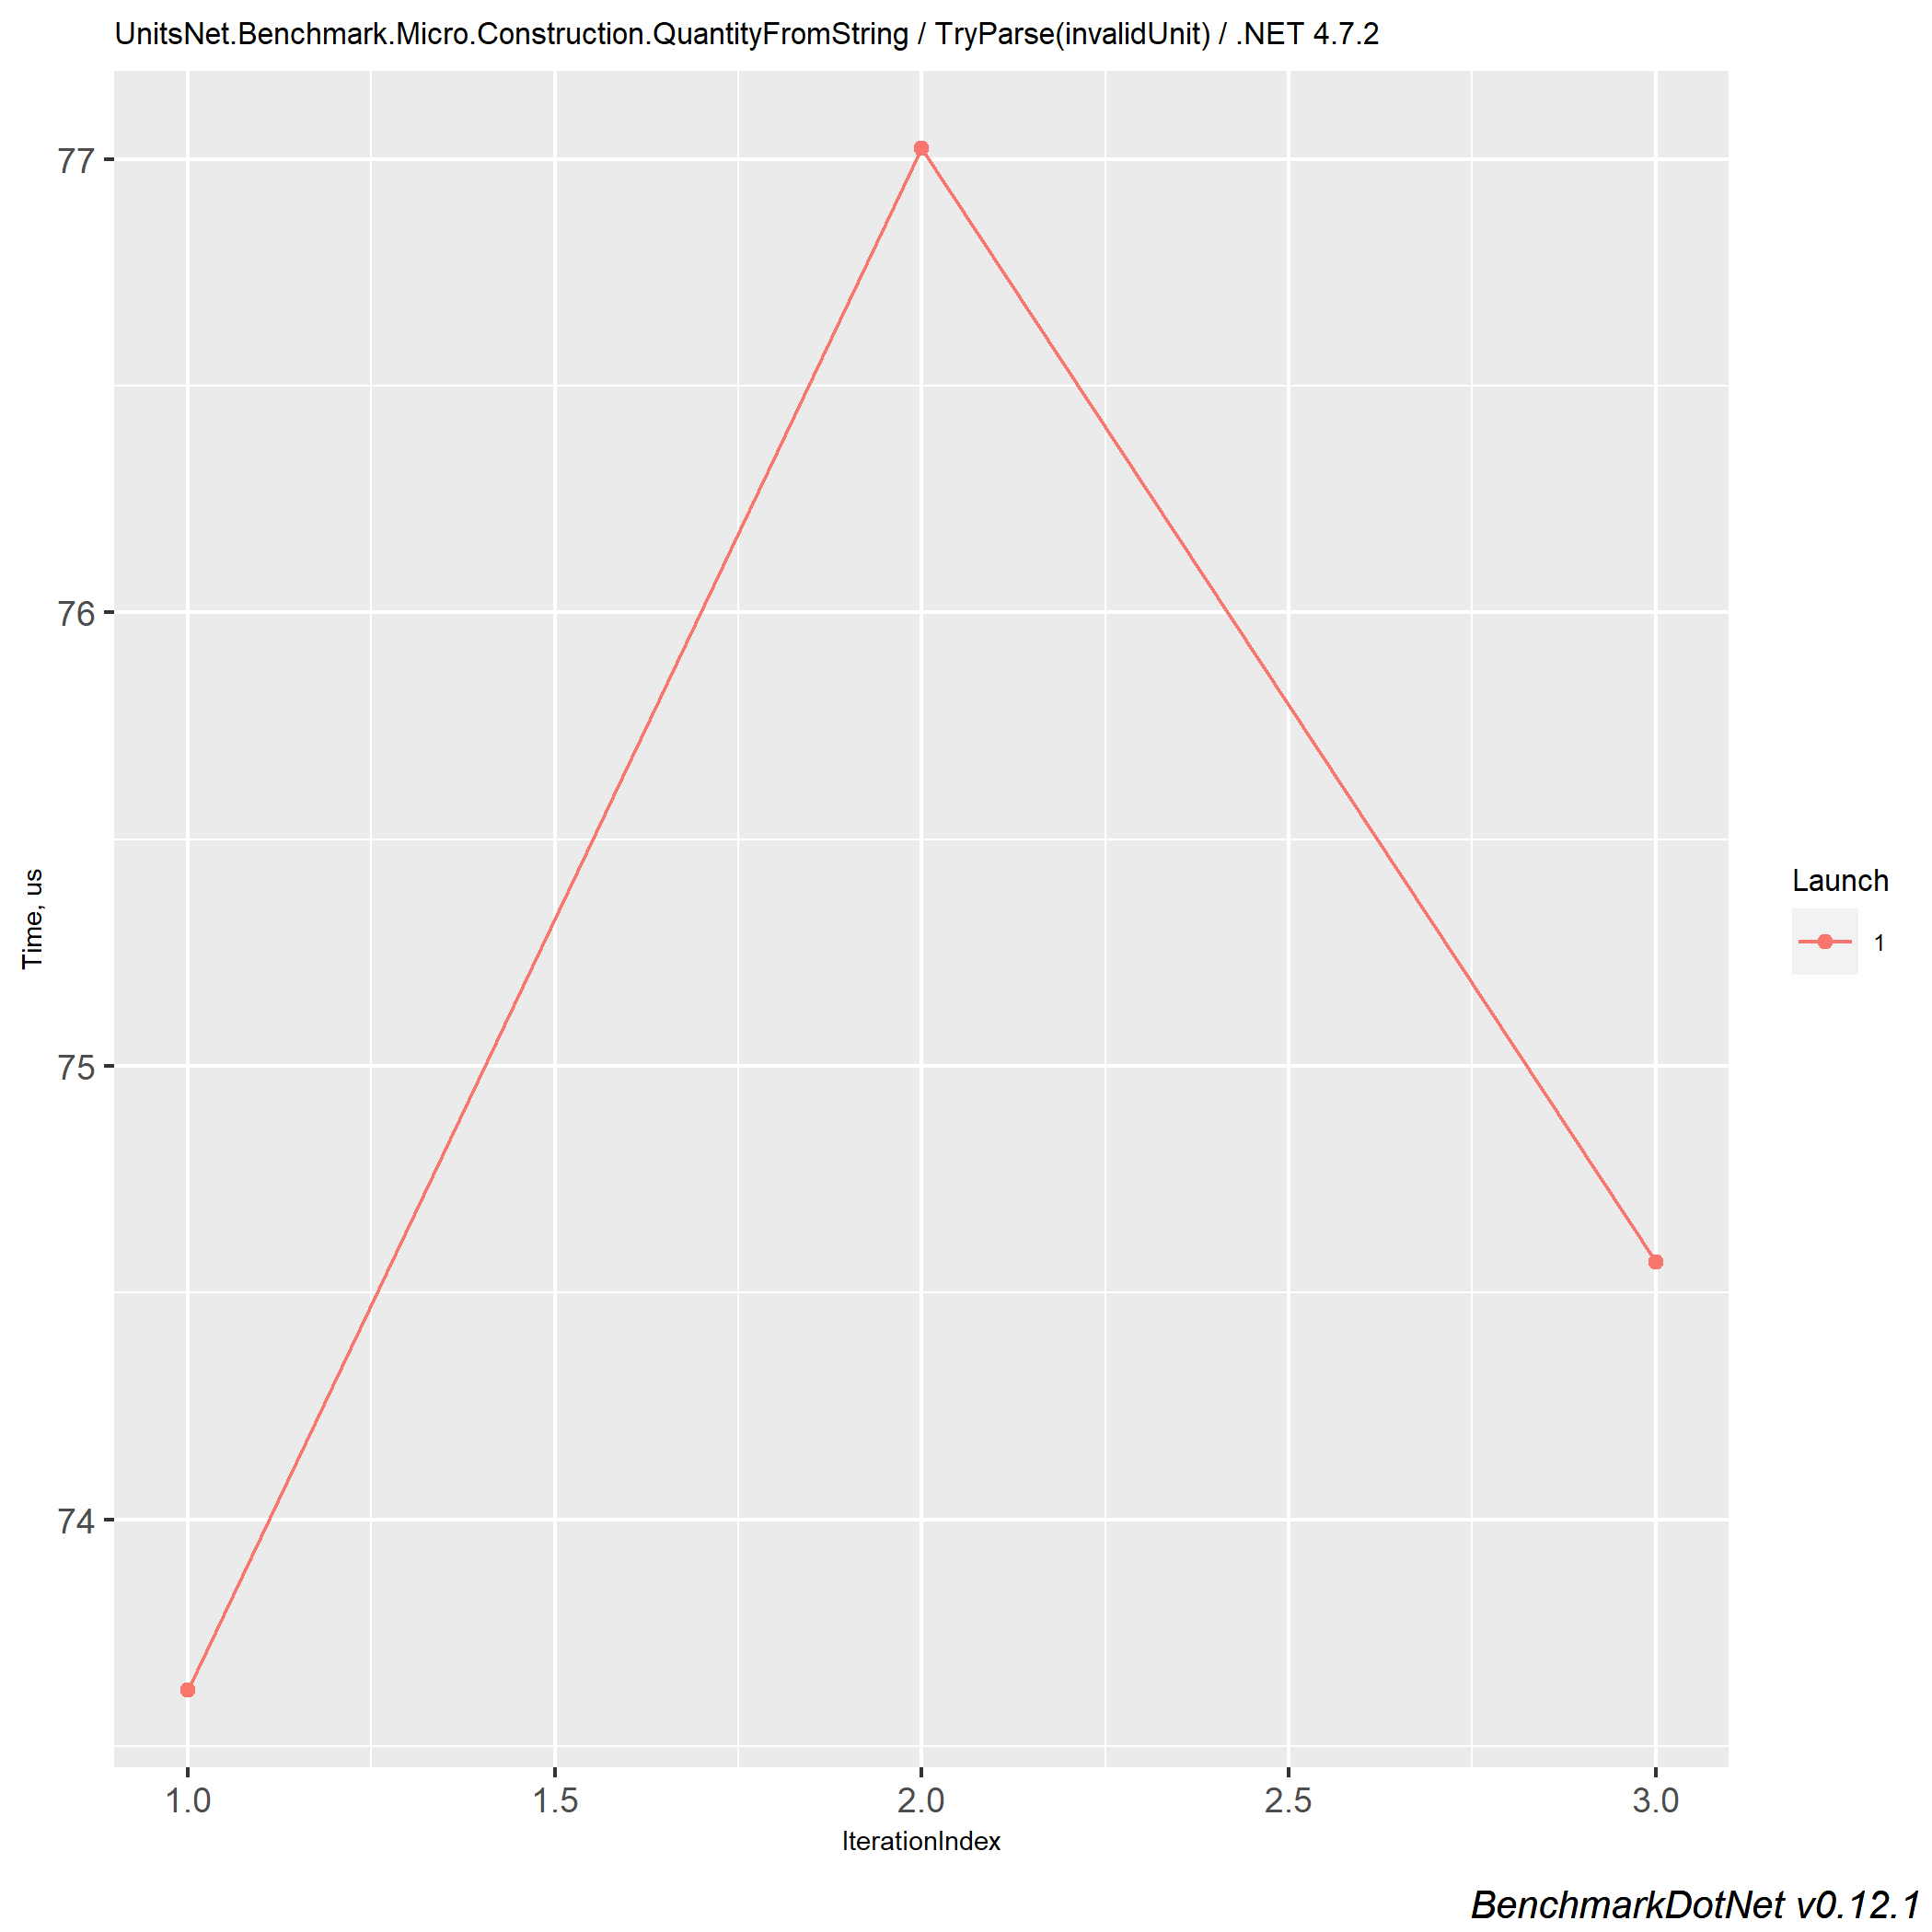 UnitsNet.Benchmark.Micro.Construction.QuantityFromString / TryParse(invalidUnit) / .NET 4.7.2
77
76
75
74
Time, us
1.0 1.5 2.0 2.5 3.0
IterationIndex
Launch
1
BenchmarkDotNet v0.12.1